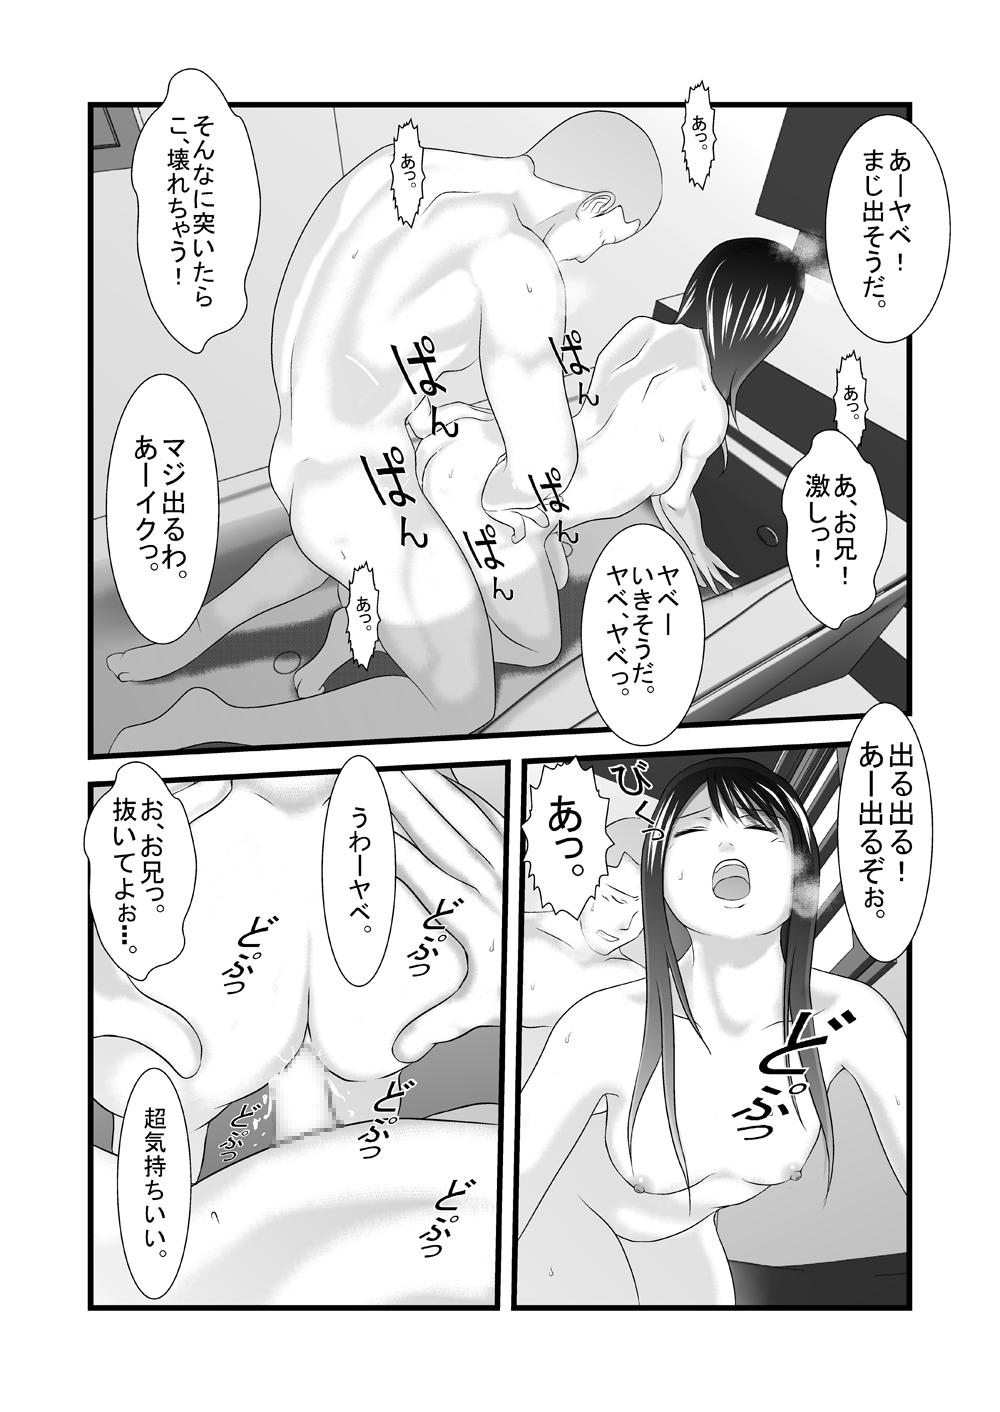 あーヤベ！
まじ出そうだ。
あっ。
あっ。
そんなに突いたら
こ、壊れちゃう！
あっ。
あ、お兄！
激しっ！
ぱん
ぱん
ぱん
ぱん
ぱん
ヤベー
いきそうだ。
ヤベ、ヤベっ。
マジ出るわ。
あーイクっ。
あっ。
出る出る！
あー出るぞぉ。
びくっ
あっ。
どぷっ
うわーヤベ。
お、お兄っ。
抜いてよぉ…。
どぷっ
どぷっ
どぷっ
どぷっ
どぷっ
超気持ちいい。